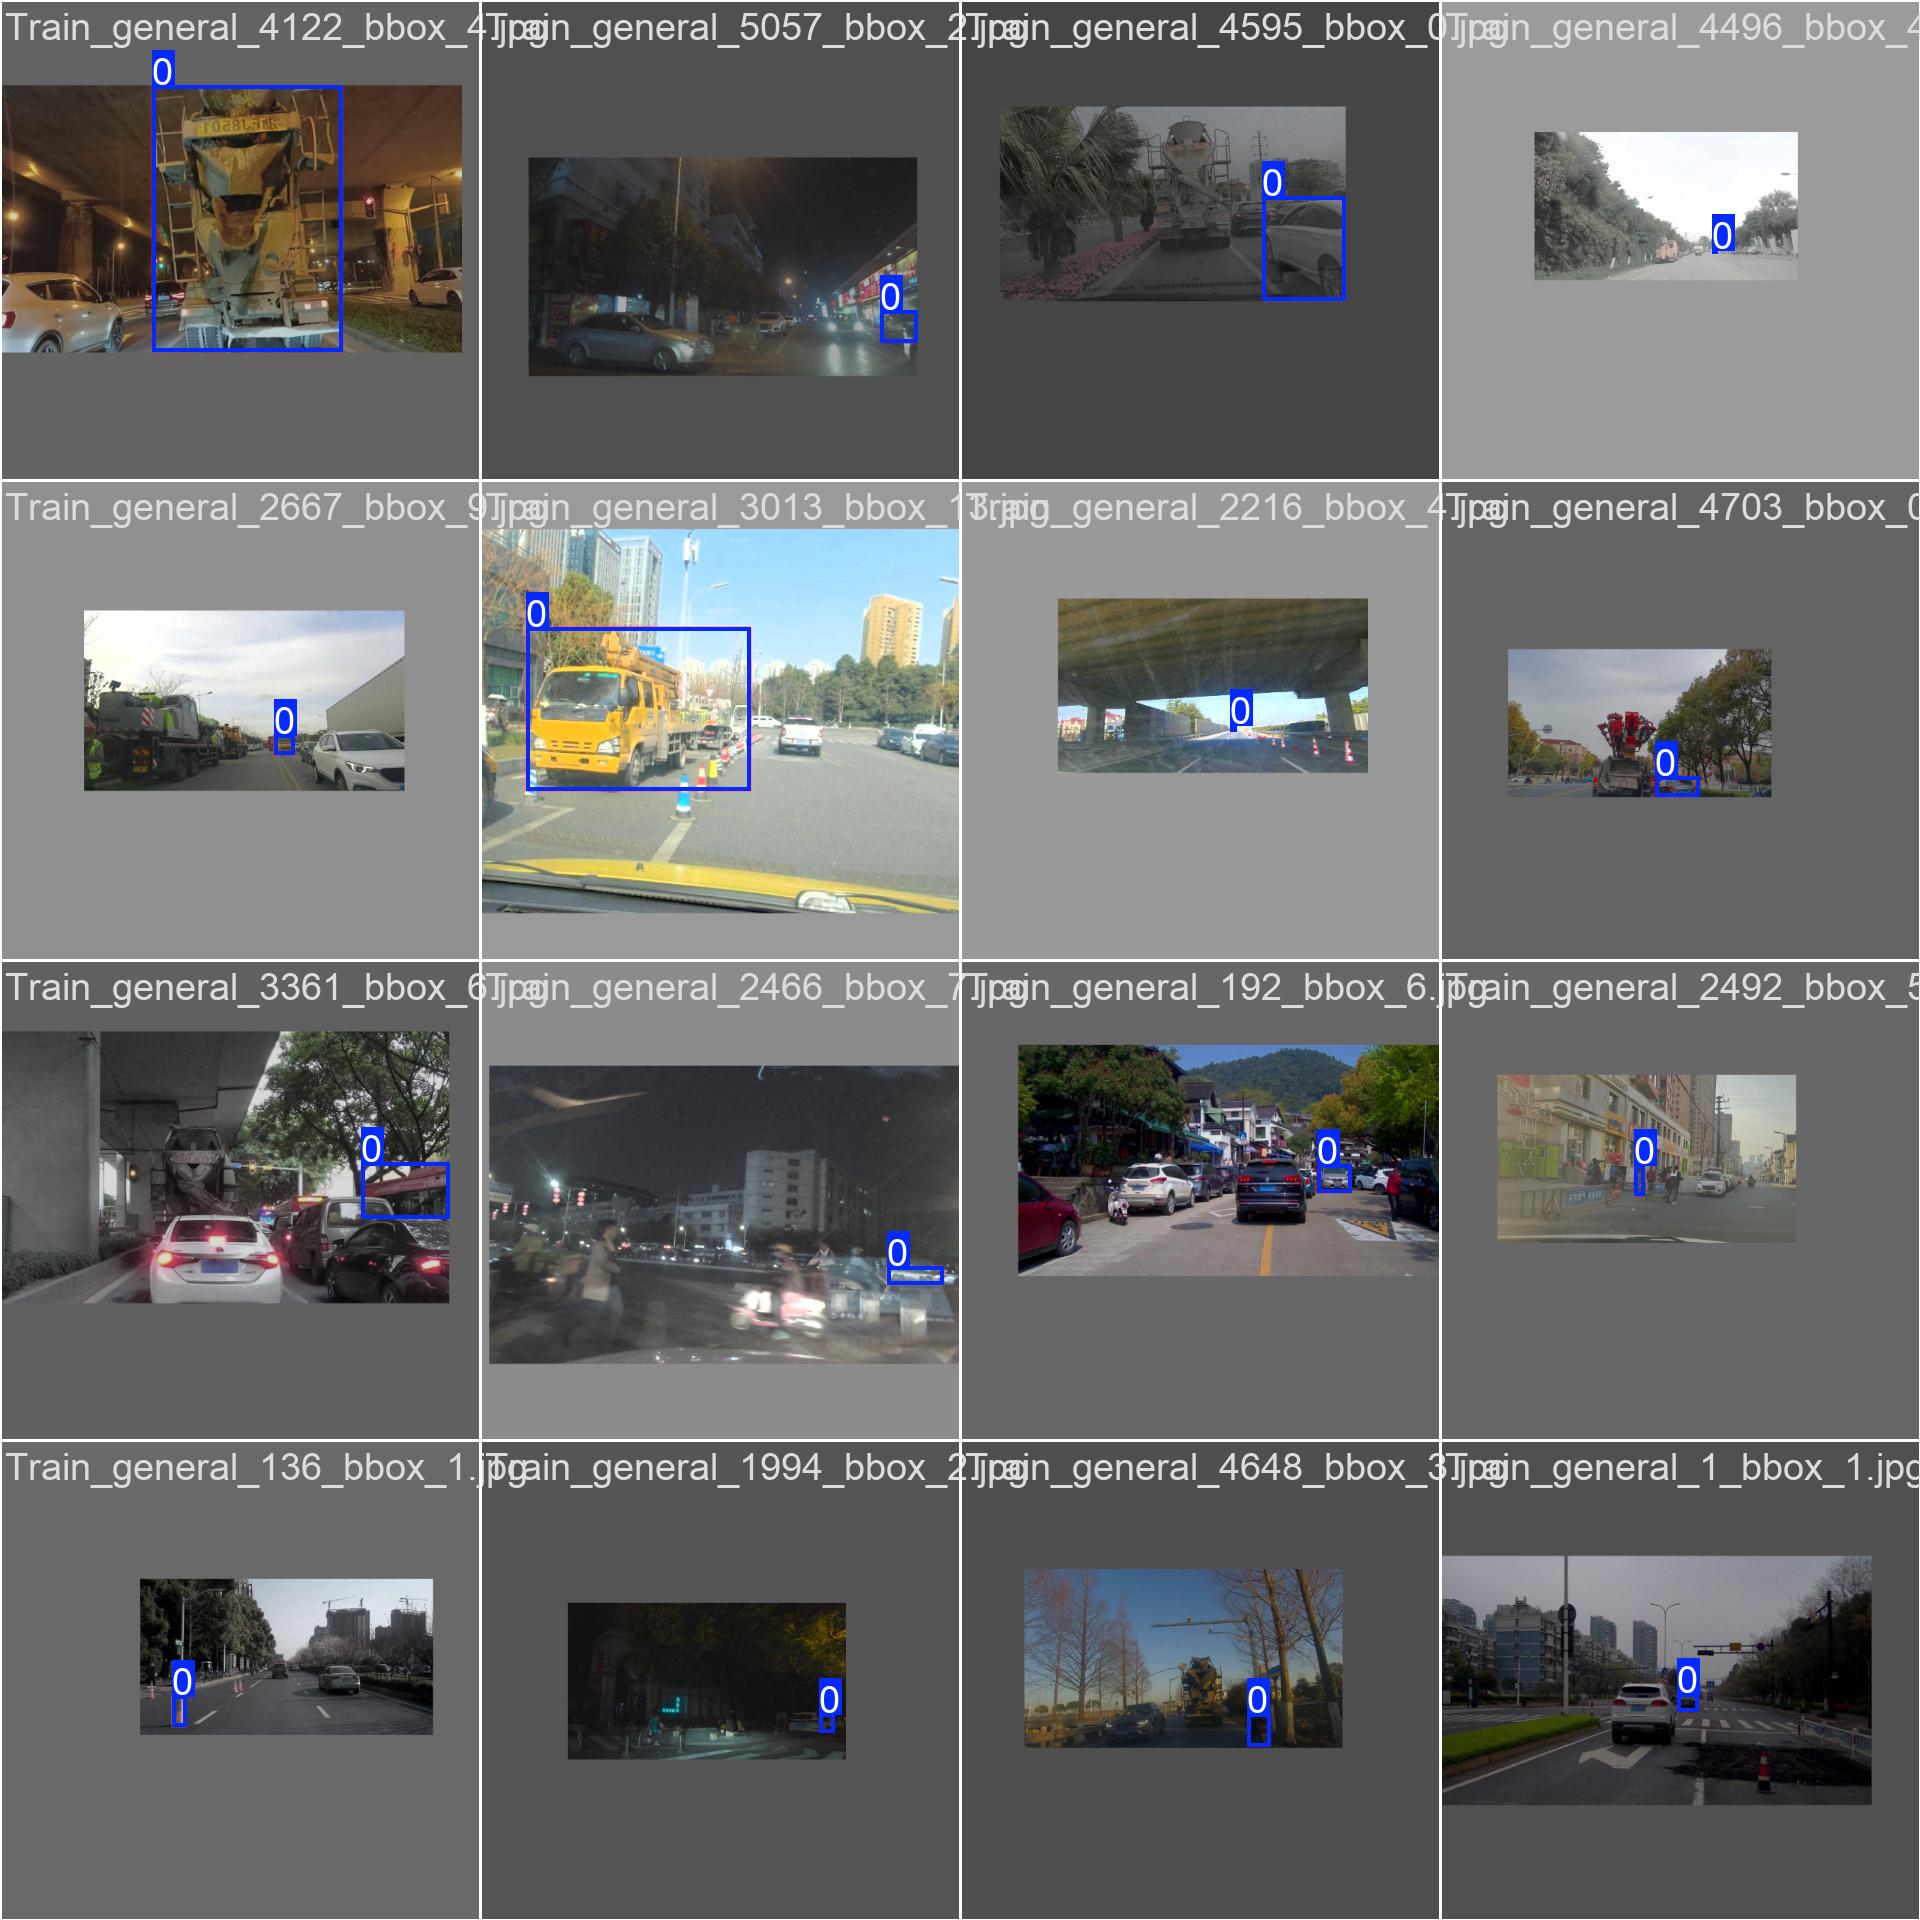 Train_general_4122_bbox_4.jpg
Train_general_5057_bbox_2.jpg
Train_general_4595_bbox_0.jpg
Train_general_4496_bbox_4
0
0
0
0
Train_general_2667_bbox_9.jpg
Train_general_3013_bbox_13.jpg
Train_general_2216_bbox_4.jpg
Train_general_4703_bbox_0
0
0
0
0
Train_general_3361_bbox_6.jpg
Train_general_2466_bbox_7.jpg
Train_general_192_bbox_6.jpg
Train_general_2492_bbox_5
0
0
0
0
Train_general_136_bbox_1.jpg
Train_general_1994_bbox_2.jpg
Train_general_4648_bbox_3.jpg
Train_general_1_bbox_1.jpg
0
0
0
0